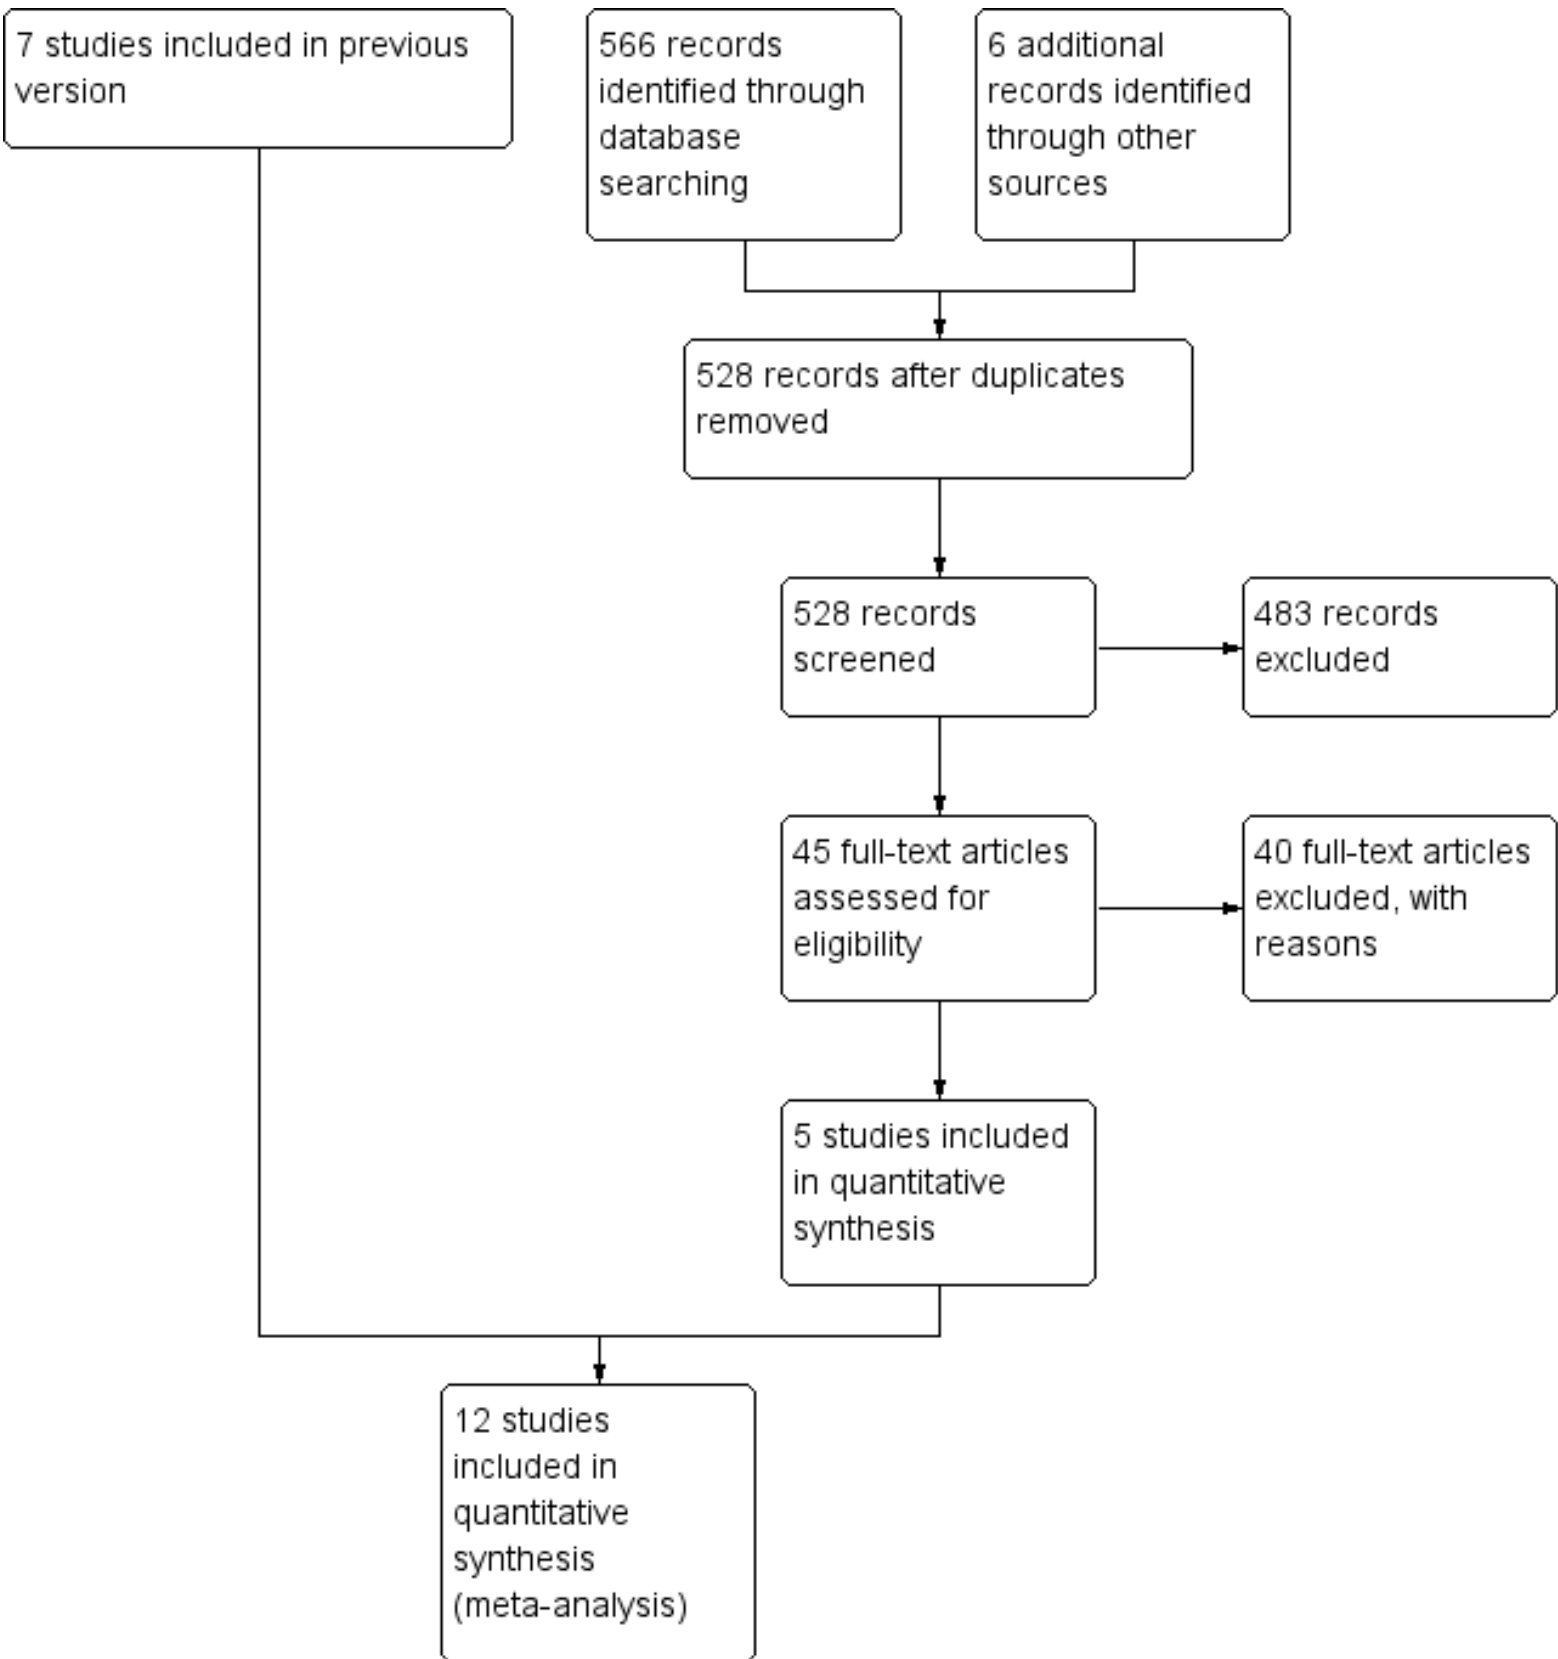 7 studies included in previous
version
566 records
identified through
database
searching
6 additional
records identified
through other
sources
528 records after duplicates
removed
528 records
screened
483 records
excluded
45 full-text articles
assessed for
eligibility
40 full-text articles
excluded, with
reasons
5 studies included
in quantitative
synthesis
12 studies
included in
quantitative
synthesis
(meta-analysis)